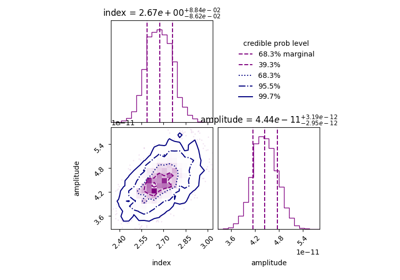 index = 2.67e+00+8.84e−02 −8.62e−02
credible prob level
68.3% marginal
39.3%
68.3%
95.5%
99.7%
1e−11
amplitude = 4.44e−11+3.19e−12 −2.95e−12
amplitude
5.4
4.8
4.2
3.6
2.40 2.55 2.70 2.85 3.00
3.6 4.2 4.8 5.4
1e−11
index amplitude